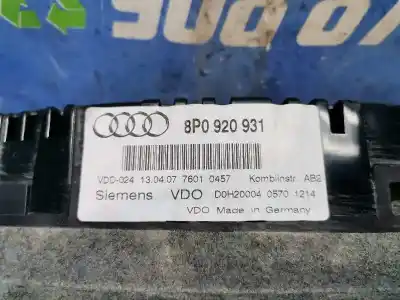 8P0 920 931
VDD-024 13.04.07 7601 0457 Kombiinstr. AB2
Siemens VDO D0H20004 0570 1214
VDO Made in Germany